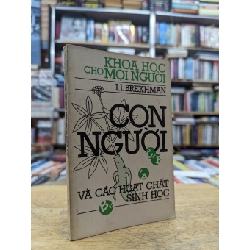 KHOA HỌC
CHO MỌI NGƯỜI
I.I.BREKHMAN
CON
NGƯỜI
VÀ CÁC HOẠT CHẤT
SINH HỌC